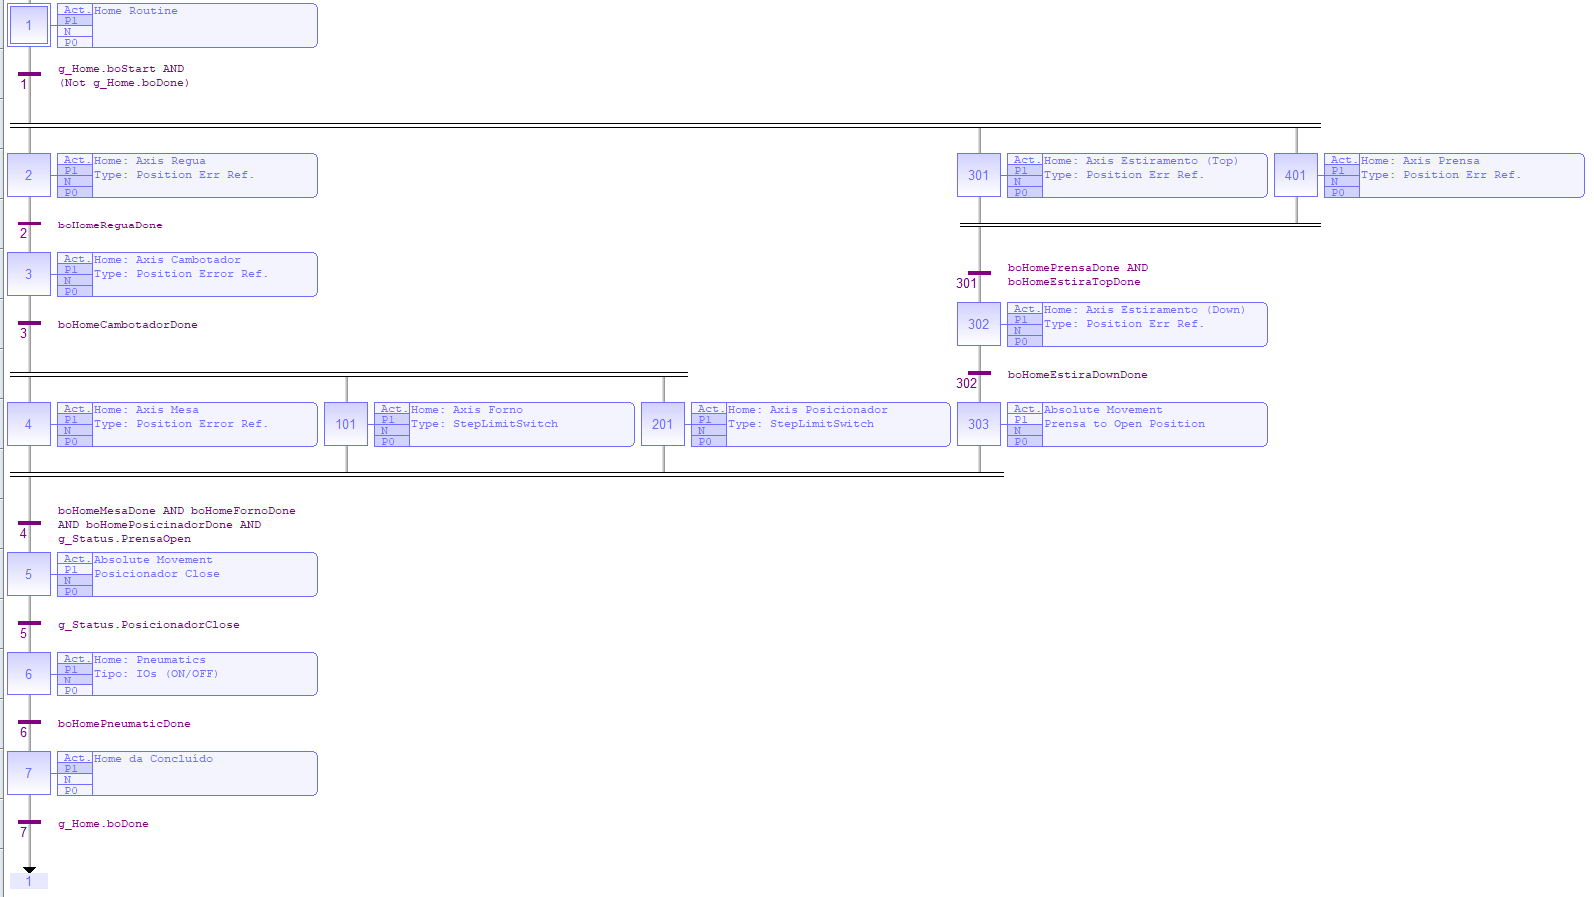 1
Act.
P1
N
P0
Home Routine
1
g_Home.boStart AND
(Not g_Home.boDone)
2
Act.
P1
N
P0
Home: Axis Regua
Type: Position Err Ref.
301
Act.
P1
N
P0
Home: Axis Estiramento (Top)
Type: Position Err Ref.
401
Act.
P1
N
P0
Home: Axis Prensa
Type: Position Err Ref.
2
boHomeReguaDone
3
Act.
P1
N
P0
Home: Axis Cambotador
Type: Position Error Ref.
301
boHomePrensaDone AND
boHomeEstiraTopDone
3
boHomeCambotadorDone
302
Act.
P1
N
P0
Home: Axis Estiramento (Down)
Type: Position Err Ref.
302
boHomeEstiraDownDone
4
Act.
P1
N
P0
Home: Axis Mesa
Type: Position Error Ref.
101
Act.
P1
N
P0
Home: Axis Forno
Type: StepLimitSwitch
201
Act.
P1
N
P0
Home: Axis Posicionador
Type: StepLimitSwitch
303
Act.
P1
N
P0
Absolute Movement
Prensa to Open Position
4
boHomeMesaDone AND boHomeFornoDone
AND boHomePosicinadorDone AND
g_Status.PrensaOpen
5
Act.
P1
N
P0
Absolute Movement
Posicionador Close
5
g_Status.PosicionadorClose
6
Act.
P1
N
P0
Home: Pneumatics
Tipo: IOs (ON/OFF)
6
boHomePneumaticDone
7
Act.
P1
N
P0
Home da Concluído
7
g_Home.boDone
1